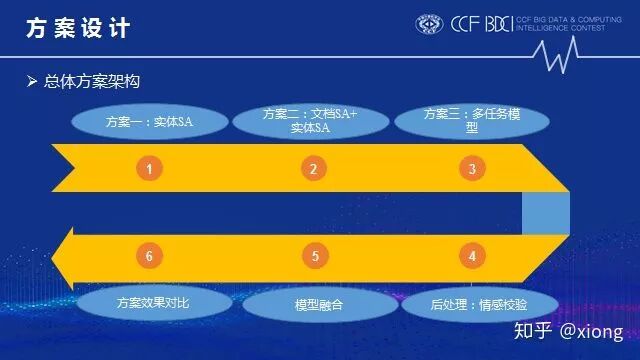 方案设计
CCF BDCI
CCF BIG DATA & COMPUTING
INTELLIGENCE CONTEST
➢ 总体方案架构
方案一：实体SA
方案二：文档SA+
实体SA
方案三：多任务模
型
1
2
3
6
5
4
方案效果对比
模型融合
后处理：情感校验
知乎 @xiong